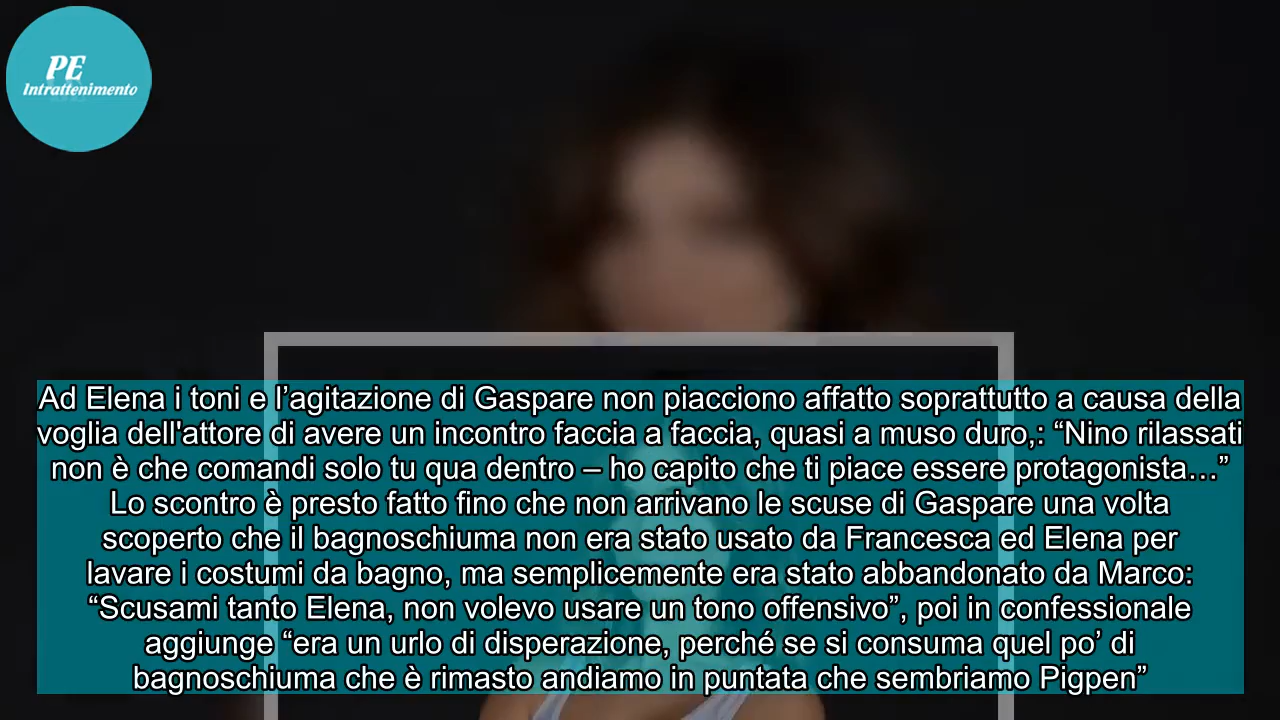 PE
Intrattenimento
Ad Elena i toni e l’agitazione di Gaspare non piacciono affatto soprattutto a causa della
voglia dell'attore di avere un incontro faccia a faccia, quasi a muso duro,: “Nino rilassati
non è che comandi solo tu qua dentro – ho capito che ti piace essere protagonista…”
Lo scontro è presto fatto fino che non arrivano le scuse di Gaspare una volta
scoperto che il bagnoschiuma non era stato usato da Francesca ed Elena per
lavare i costumi da bagno, ma semplicemente era stato abbandonato da Marco:
“Scusami tanto Elena, non volevo usare un tono offensivo”, poi in confessionale
aggiunge “era un urlo di disperazione, perché se si consuma quel po’ di
bagnoschiuma che è rimasto andiamo in puntata che sembriamo Pigpen”